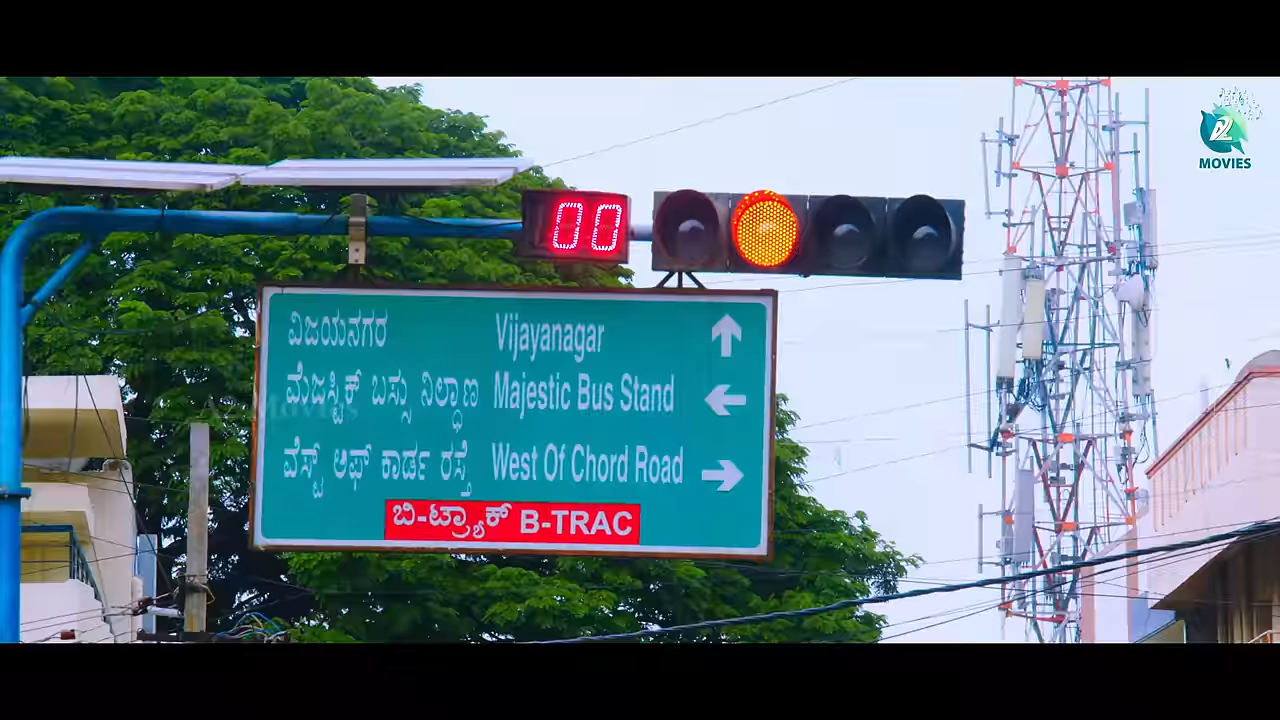 MOVIES
00
ವಿಜಯನಗರ Vijayanagar
ಮೆಜಸ್ಟಿಕ್ ಬಸ್ಸು ನಿಲ್ಧಾಣ Majestic Bus Stand
ವೆಸ್ಟ್ ಆಫ್ ಕಾರ್ಡ ರಸ್ತೆ West Of Chord Road
ಬಿ-ಟ್ರ್ಯಾಕ್ B-TRAC